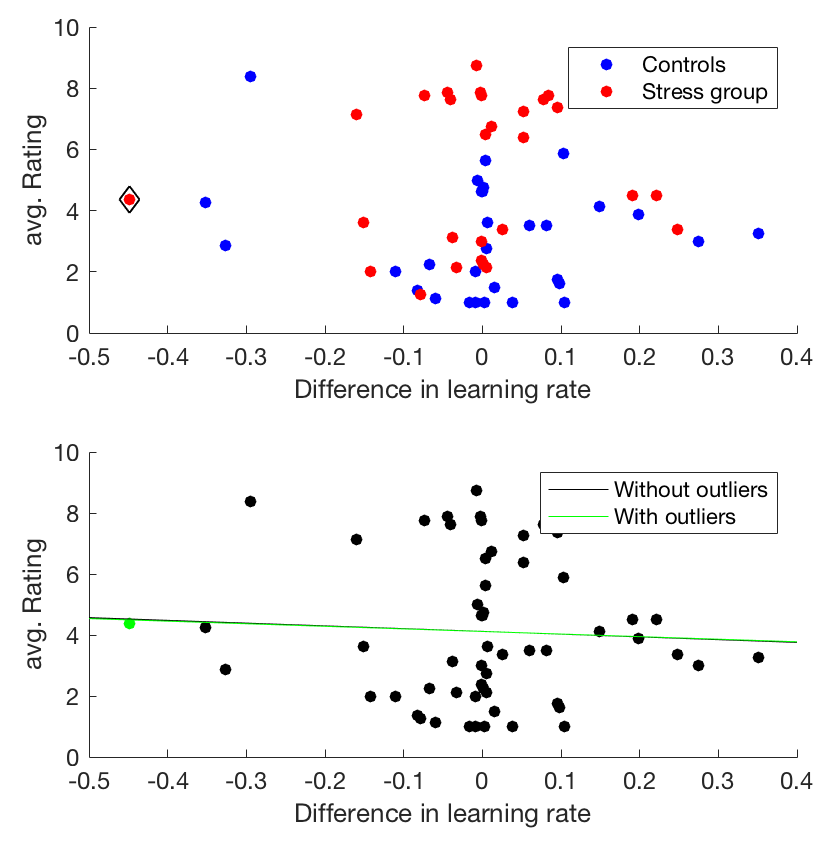 10
8
6
4
2
0
avg. Rating
Controls
Stress group
-0.5 -0.4 -0.3 -0.2 -0.1 0 0.1 0.2 0.3 0.4
Difference in learning rate
10
8
6
4
2
0
avg. Rating
Without outliers
With outliers
-0.5 -0.4 -0.3 -0.2 -0.1 0 0.1 0.2 0.3 0.4
Difference in learning rate